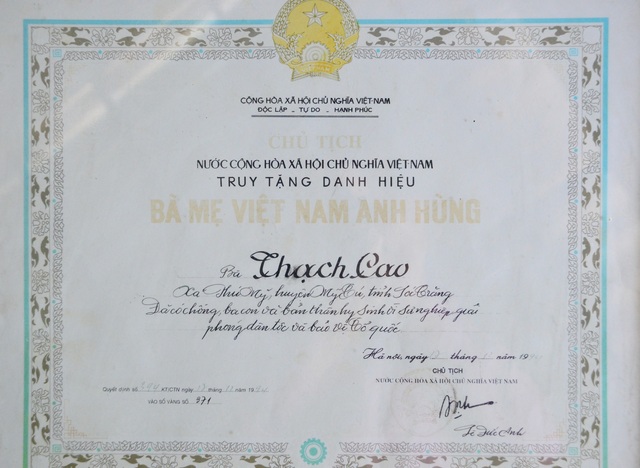 CỘNG HÒA XÃ HỘI CHỦ NGHĨA VIỆT-NAM
ĐỘC LẬP - TỰ DO - HẠNH PHÚC
CHỦ TỊCH
NƯỚC CỘNG HÒA XÃ HỘI CHỦ NGHĨA VIỆT-NAM
TRUY TẶNG DANH HIỆU
BÀ MẸ VIỆT NAM ANH HÙNG
Bà Thạch Cao
Xã Phú Mỹ, huyện Mỹ Tú, tỉnh Sóc Trăng
Đã có chồng, ba con và bản thân hy sinh vì sự nghiệp giải
phóng dân tộc và bảo vệ Tổ quốc
Hà nội, ngày tháng năm 19
CHỦ TỊCH
NƯỚC CỘNG HÒA XÃ HỘI CHỦ NGHĨA VIỆT NAM
Quyết định số KT/CTN ngày tháng năm 19
VÀO SỔ VÀNG SỐ 971
Lê Đức Anh